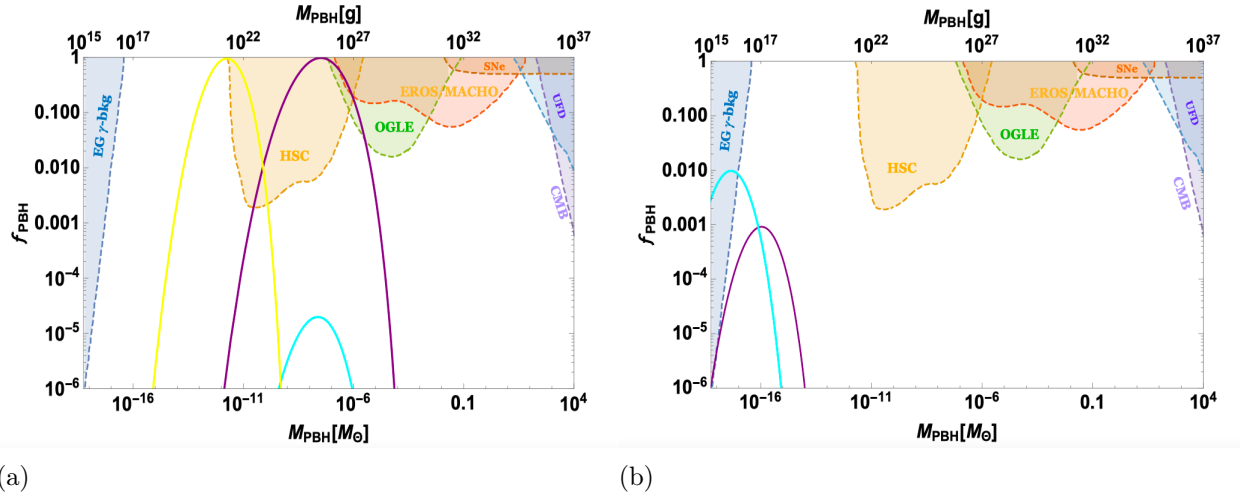 M_PBH[g]
10^15 10^17 10^22 10^27 10^32 10^37
1
0.100
0.010
0.001
10^-4
10^-5
10^-6
f_PBH
EG γ-bkg
HSC
OGLE
EROS/MACHO
SNe
UFD
CMB
10^-16 10^-11 10^-6 0.1 10^4
M_PBH[M_⊙]
(a)
M_PBH[g]
10^15 10^17 10^22 10^27 10^32 10^37
1
0.100
0.010
0.001
10^-4
10^-5
10^-6
f_PBH
EG γ-bkg
HSC
OGLE
EROS/MACHO
SNe
UFD
CMB
10^-16 10^-11 10^-6 0.1 10^4
M_PBH[M_⊙]
(b)